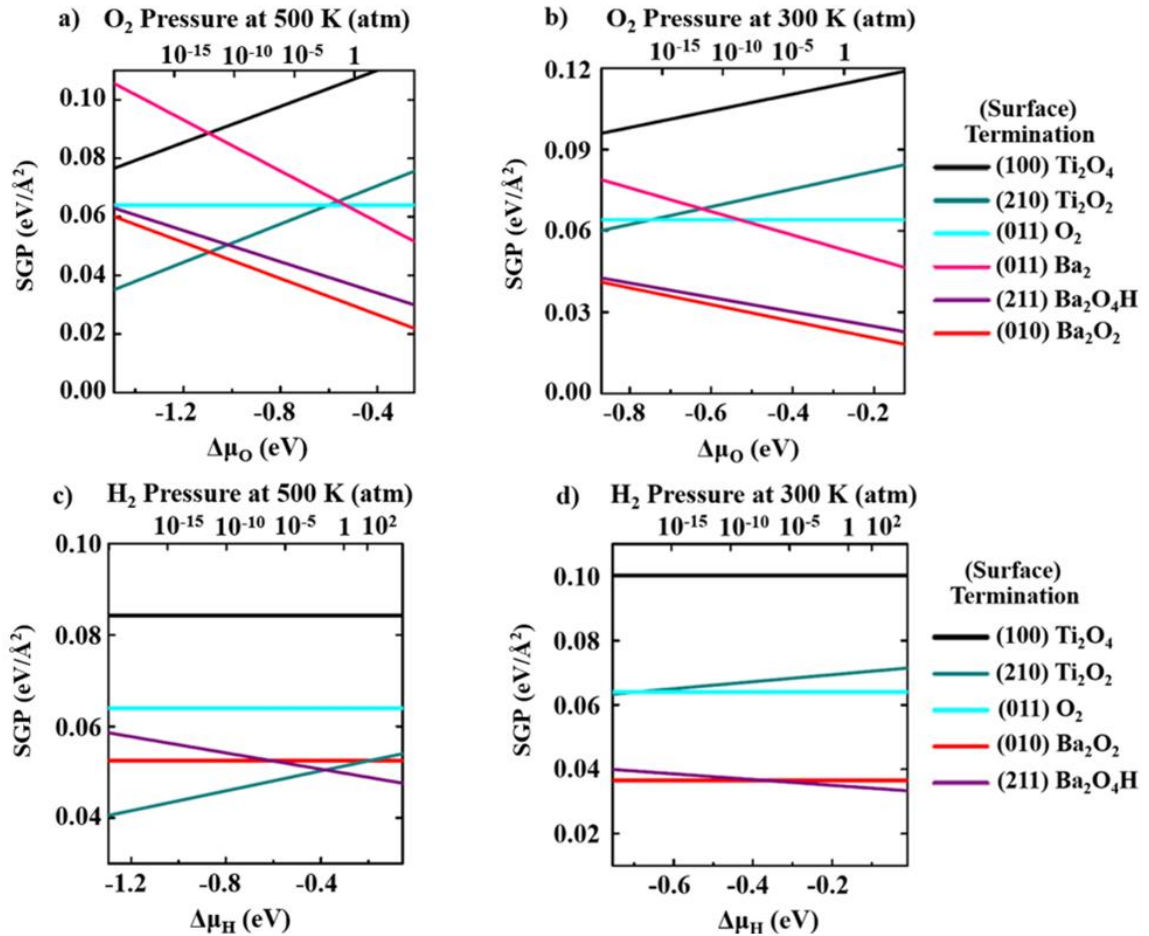 a) O₂ Pressure at 500 K (atm)
10⁻¹⁵ 10⁻¹⁰ 10⁻⁵ 1
0.10
0.08
0.06
0.04
0.02
0.00
SGP (eV/Å²)
-1.2 -0.8 -0.4
Δμ_O (eV)
b) O₂ Pressure at 300 K (atm)
10⁻¹⁵ 10⁻¹⁰ 10⁻⁵ 1
0.12
0.09
0.06
0.03
0.00
SGP (eV/Å²)
-0.8 -0.6 -0.4 -0.2
Δμ_O (eV)
(Surface)
Termination
(100) Ti₂O₄
(210) Ti₂O₂
(011) O₂
(011) Ba₂
(211) Ba₂O₄H
(010) Ba₂O₂
c) H₂ Pressure at 500 K (atm)
10⁻¹⁵ 10⁻¹⁰ 10⁻⁵ 1 10²
0.10
0.08
0.06
0.04
SGP (eV/Å²)
-1.2 -0.8 -0.4
Δμ_H (eV)
d) H₂ Pressure at 300 K (atm)
10⁻¹⁵ 10⁻¹⁰ 10⁻⁵ 1 10²
0.10
0.08
0.06
0.04
0.02
SGP (eV/Å²)
-0.6 -0.4 -0.2
Δμ_H (eV)
(Surface)
Termination
(100) Ti₂O₄
(210) Ti₂O₂
(011) O₂
(010) Ba₂O₂
(211) Ba₂O₄H